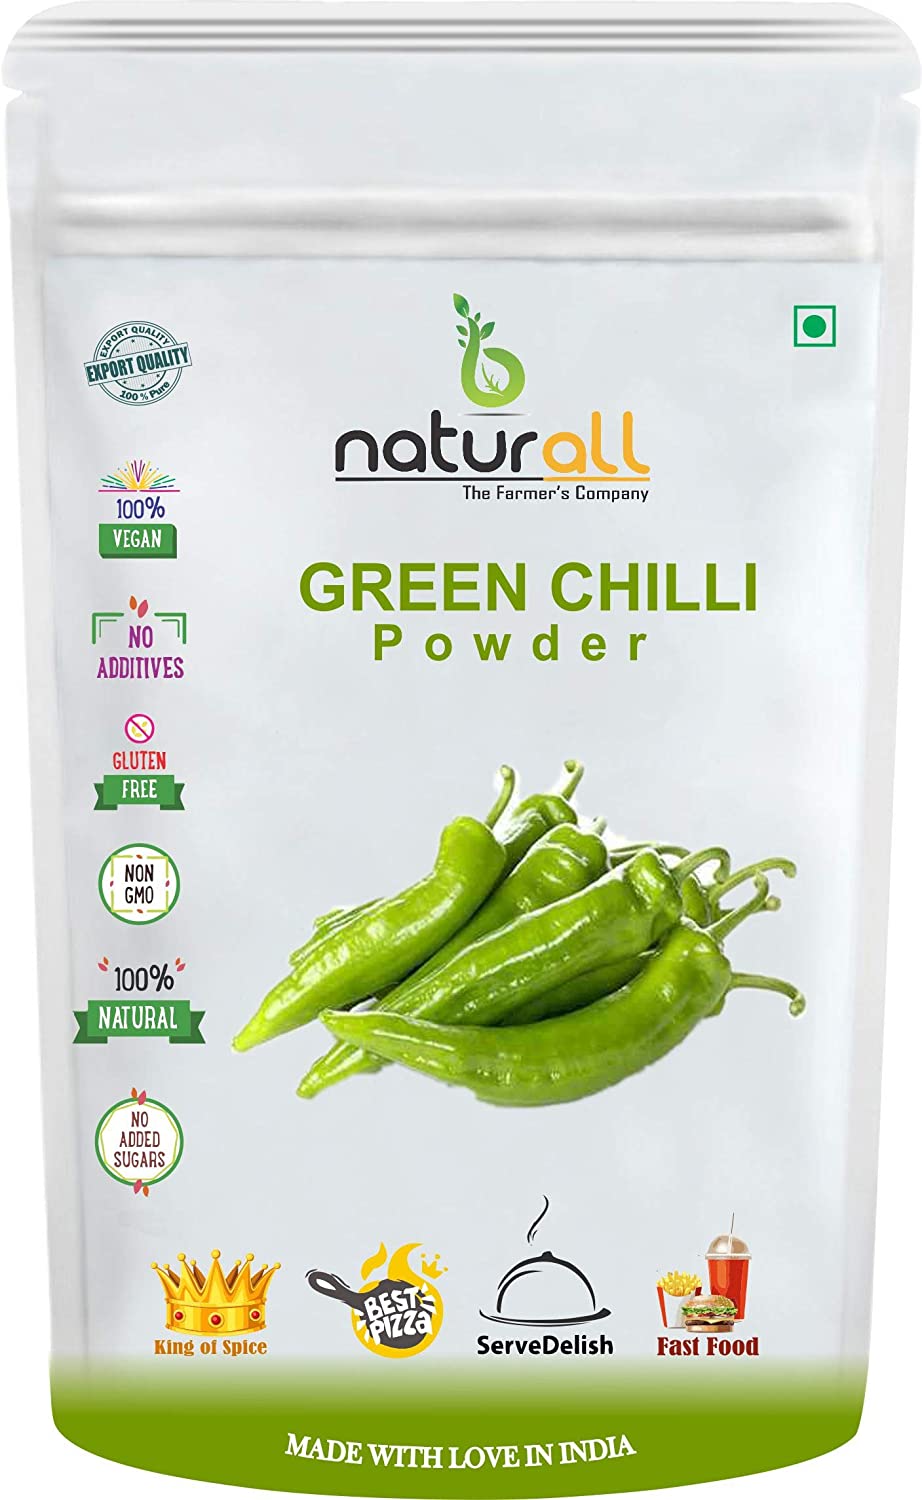 EXPORT QUALITY
EXPORT QUALITY
100 % Pure
100%
VEGAN
NO
ADDITIVES
GLUTEN
FREE
NON
GMO
100%
NATURAL
NO
ADDED
SUGARS
naturall
The Farmer's Company
GREEN CHILLI
Powder
King of Spice
BEST
PIZZA
ServeDelish
Fast Food
MADE WITH LOVE IN INDIA